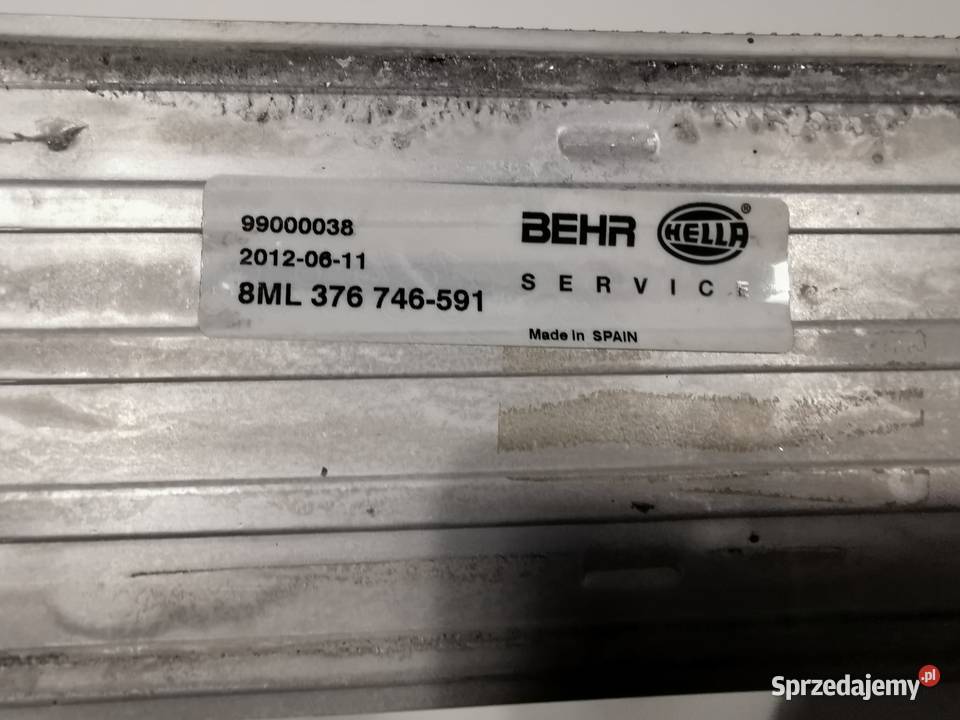 99000038
2012-06-11
8ML 376 746-591
BEHR HELLA®
SERVICE
Made in SPAIN
Sprzedajemy.pl